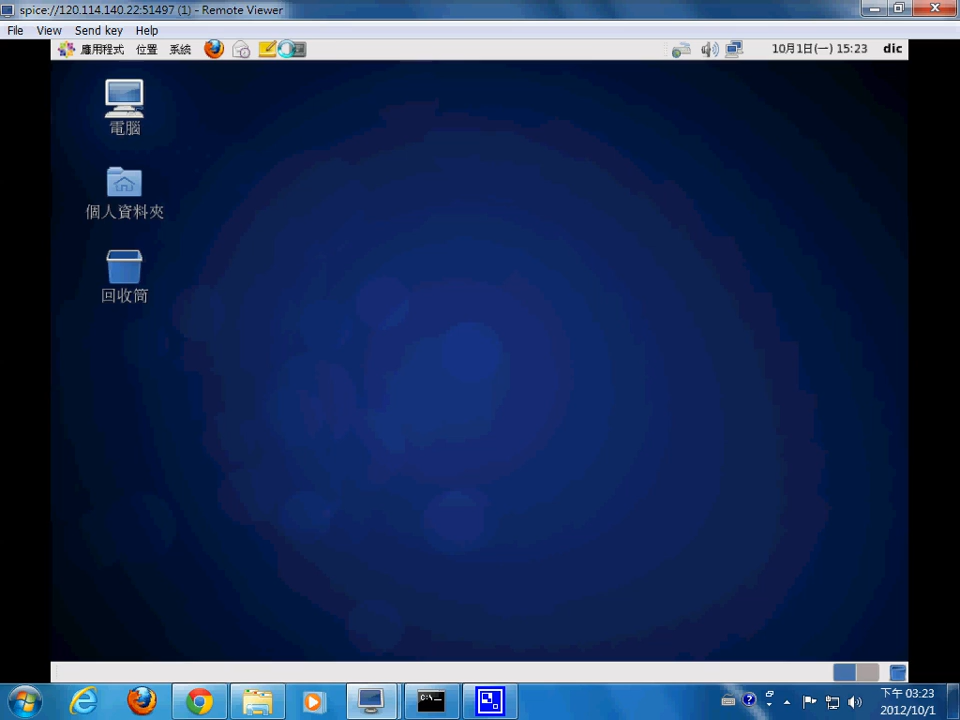 spice://120.114.140.22:51497 (1) - Remote Viewer
File View Send key Help
應用程式 位置 系統 10月1日(一) 15:23 dic
電腦
個人資料夾
回收筒
C:\_
下午 03:23
2012/10/1